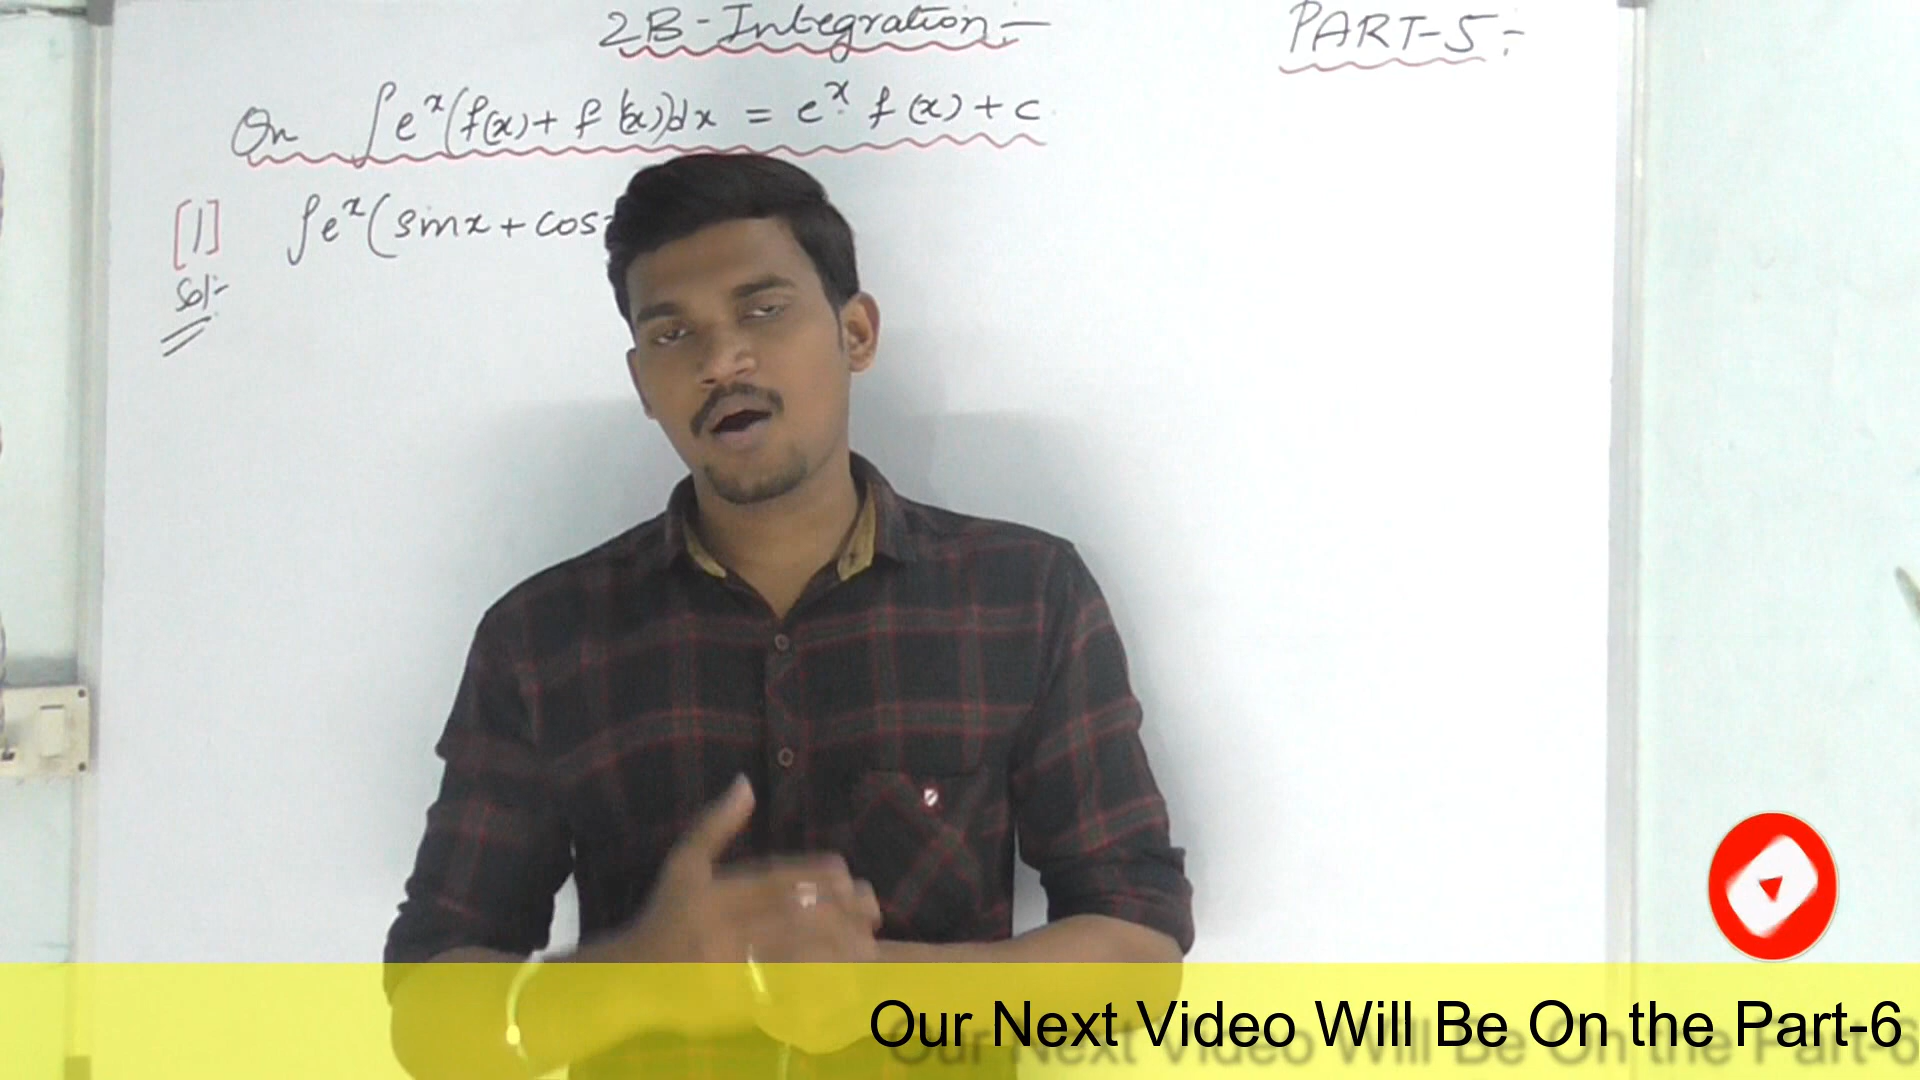 2B-Integration:-
PART-5:-
On ∫e^x(f(x)+f'(x))dx = e^x f(x)+c
[1] ∫e^x(sinx+cos
Sol:-
Our Next Video Will Be On the Part-6